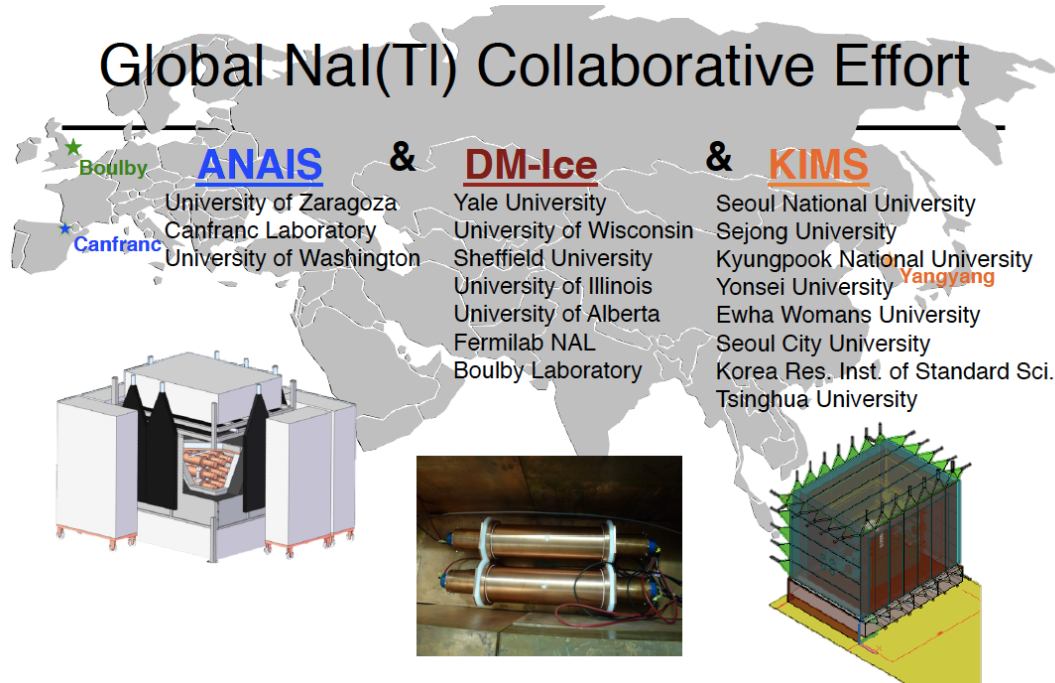 Global NaI(Tl) Collaborative Effort
Boulby
ANAIS & DM-Ice & KIMS
University of Zaragoza
Canfranc Laboratory
University of Washington
Canfranc
Yale University
University of Wisconsin
Sheffield University
University of Illinois
University of Alberta
Fermilab NAL
Boulby Laboratory
Seoul National University
Sejong University
Kyungpook National University
Yonsei University
Yangyang
Ewha Womans University
Seoul City University
Korea Res. Inst. of Standard Sci.
Tsinghua University